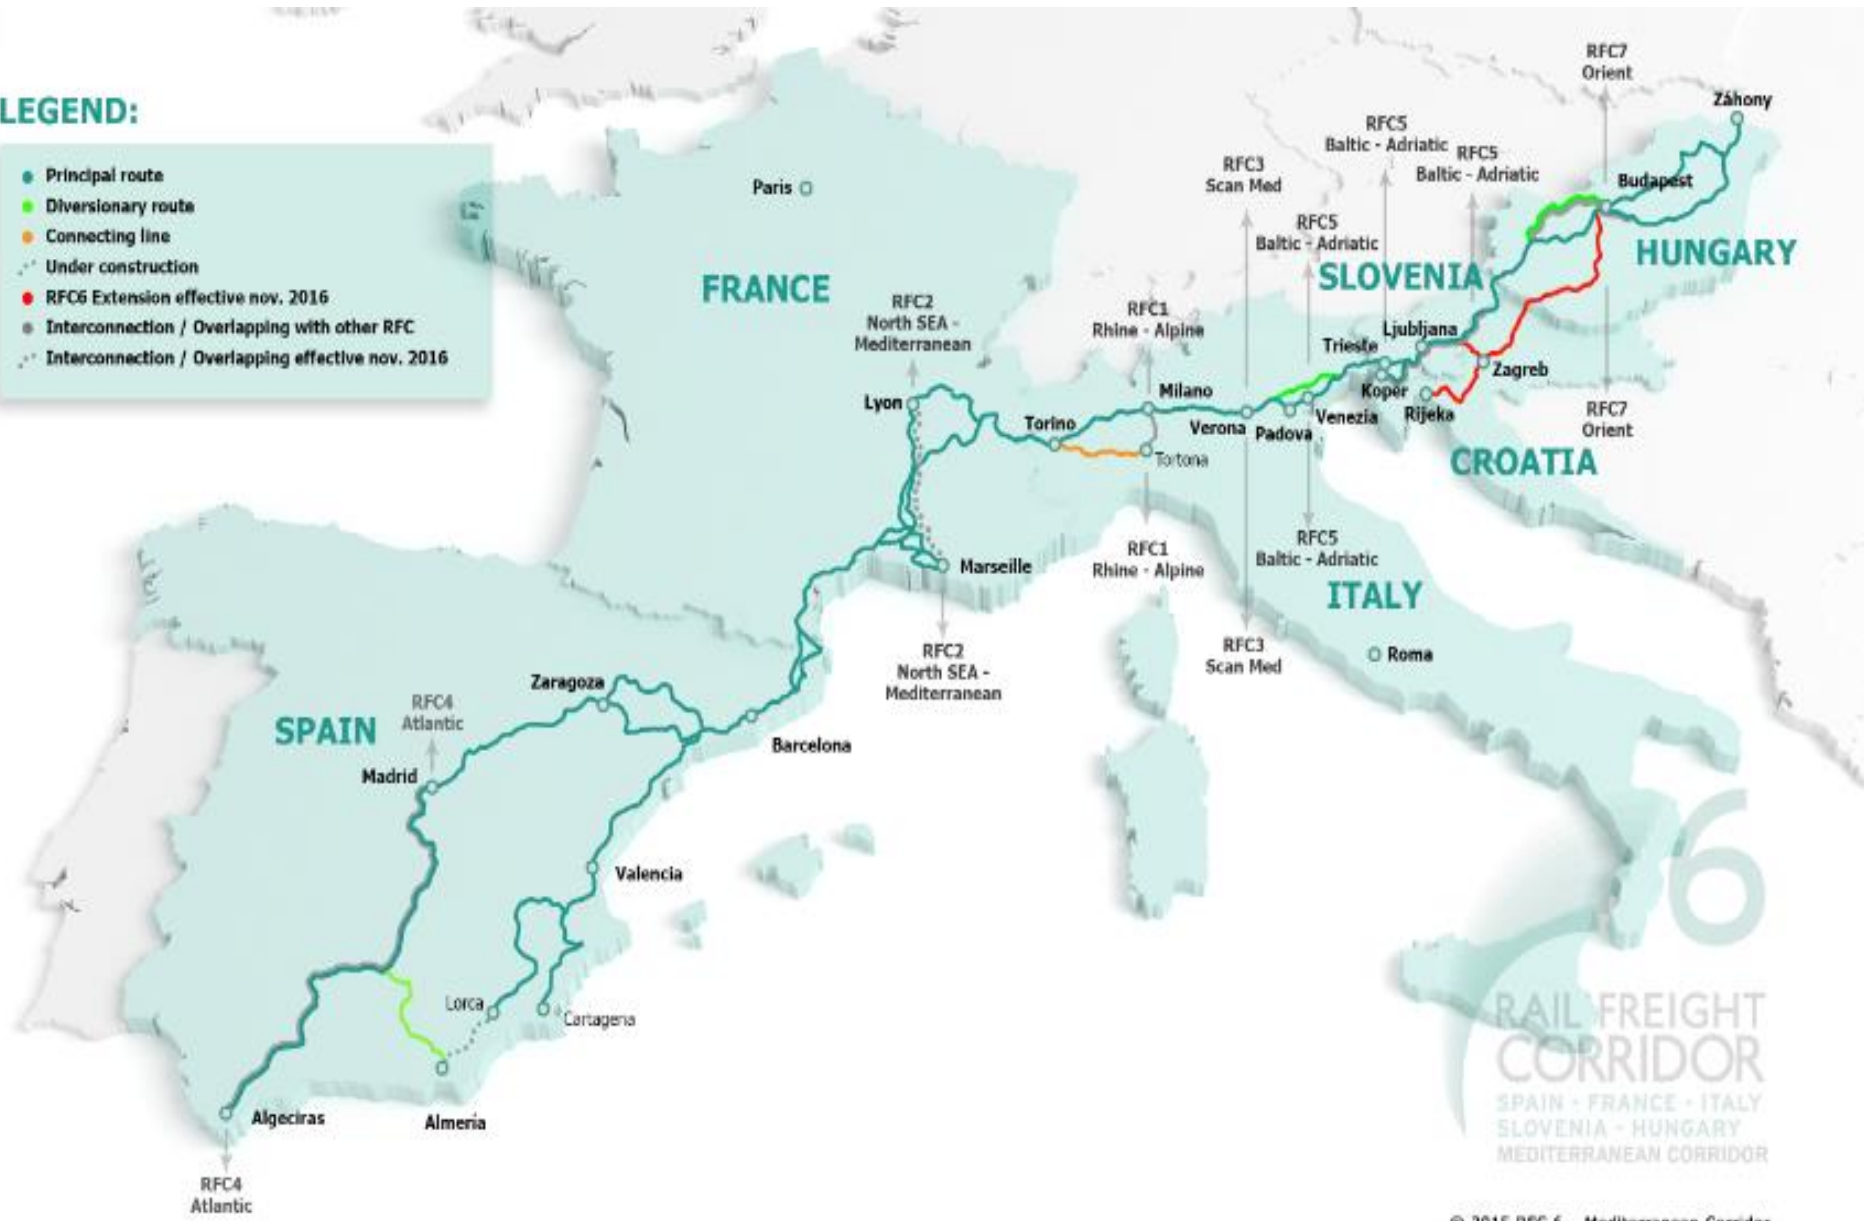 LEGEND:
Principal route
Diversionary route
Connecting line
Under construction
RFC6 Extension effective nov. 2016
Interconnection / Overlapping with other RFC
Interconnection / Overlapping effective nov. 2016
RFC7
Orient
Záhony
RFC5
Baltic - Adriatic
RFC5
Baltic - Adriatic
RFC3
Scan Med
Budapest
Paris
RFC5
Baltic - Adriatic
HUNGARY
SLOVENIA
FRANCE
RFC2
North SEA -
Mediterranean
RFC1
Rhine - Alpine
Ljubljana
Trieste
Zagreb
Koper
Milano
Lyon
Rijeka
RFC7
Orient
Venezia
Torino
Verona
Padova
Tortona
CROATIA
RFC5
Baltic - Adriatic
RFC1
Rhine - Alpine
Marseille
ITALY
RFC2
North SEA -
Mediterranean
RFC3
Scan Med
Roma
Zaragoza
RFC4
Atlantic
SPAIN
Barcelona
Madrid
Valencia
6
Lorca
Cartagena
RAIL FREIGHT
CORRIDOR
SPAIN · FRANCE · ITALY
SLOVENIA · HUNGARY
MEDITERRANEAN CORRIDOR
Algeciras
Almería
RFC4
Atlantic